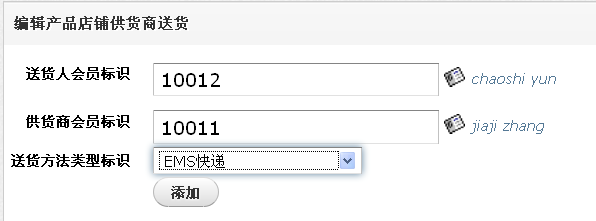 编辑产品店铺供货商送货
送货人会员标识 10012 chaoshi yun
供货商会员标识 10011 jiaji zhang
送货方法类型标识 EMS快递
添加